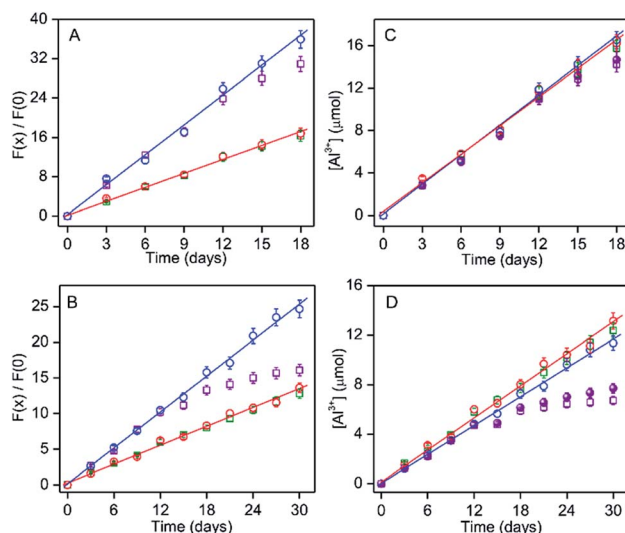 A
F(x) / F(0)
40
32
24
16
8
0
0 3 6 9 12 15 18
Time (days)
C
[Al³⁺] (μmol)
16
12
8
4
0
0 3 6 9 12 15 18
Time (days)
B
F(x) / F(0)
25
20
15
10
5
0
0 6 12 18 24 30
Time (days)
D
[Al³⁺] (μmol)
16
12
8
4
0
0 6 12 18 24 30
Time (days)